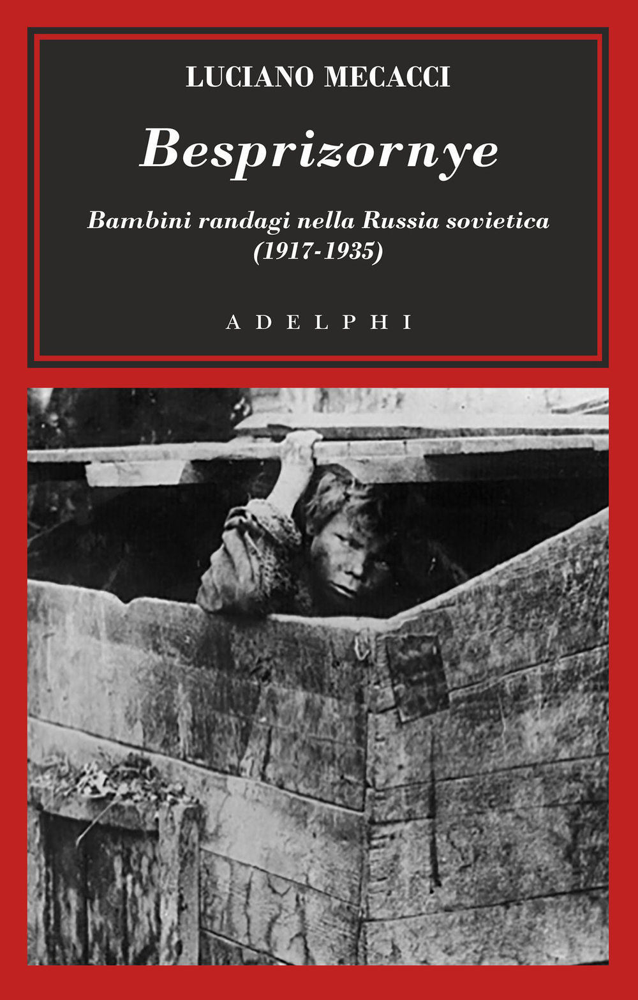 LUCIANO MECACCI
Besprizornye
Bambini randagi nella Russia sovietica
(1917-1935)
ADELPHI